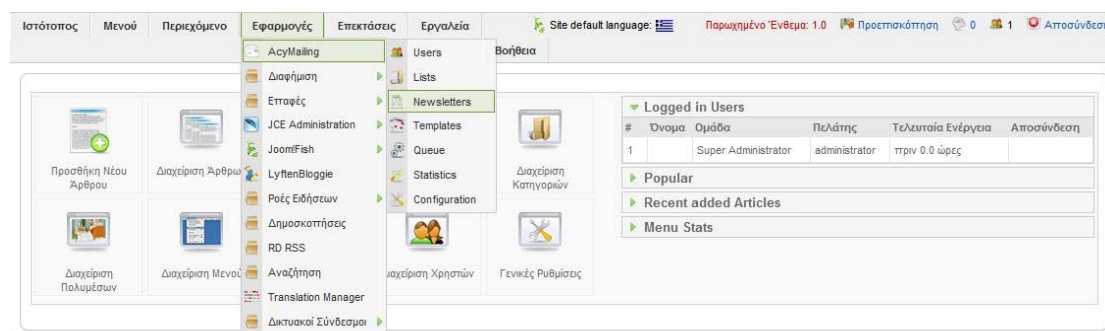 Ιστότοπος Μενού Περιεχόμενο Εφαρμογές Επεκτάσεις Εργαλεία Site default language: Παρωχημένο Ένθεμα: 1.0 Προεπισκόπηση 0 1 Αποσύνδεση
Βοήθεια
AcyMailing
Διαφήμιση
Επαφές
JCE Administration
Joom!Fish
LyftenBloggie
Ροές Ειδήσεων
Δημοσκοπήσεις
RD RSS
Αναζήτηση
Translation Manager
Δικτυακοί Σύνδεσμοι
Users
Lists
Newsletters
Templates
Queue
Statistics
Configuration
Προσθήκη Νέου
Άρθρου
Διαχείριση Άρθρω
Διαχείριση
Κατηγοριών
Διαχείριση
Πολυμέσων
Διαχείριση Μενού
ιαχείριση Χρηστών
Γενικές Ρυθμίσεις
Logged in Users
# Όνομα Ομάδα Πελάτης Τελευταία Ενέργεια Αποσύνδεση
1 Super Administrator administrator πριν 0.0 ώρες
Popular
Recent added Articles
Menu Stats